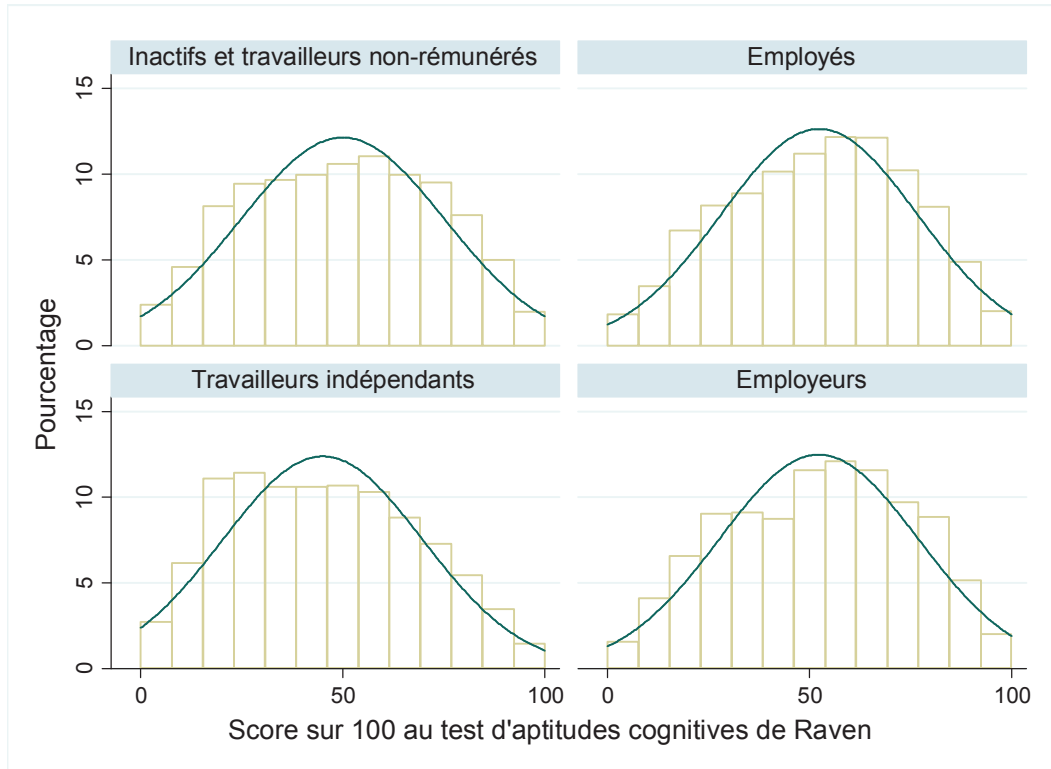 Inactifs et travailleurs non-rémunérés
Employés
15
10
5
0
Travailleurs indépendants
Employeurs
15
10
5
0
Pourcentage
0 50 100
0 50 100
Score sur 100 au test d'aptitudes cognitives de Raven